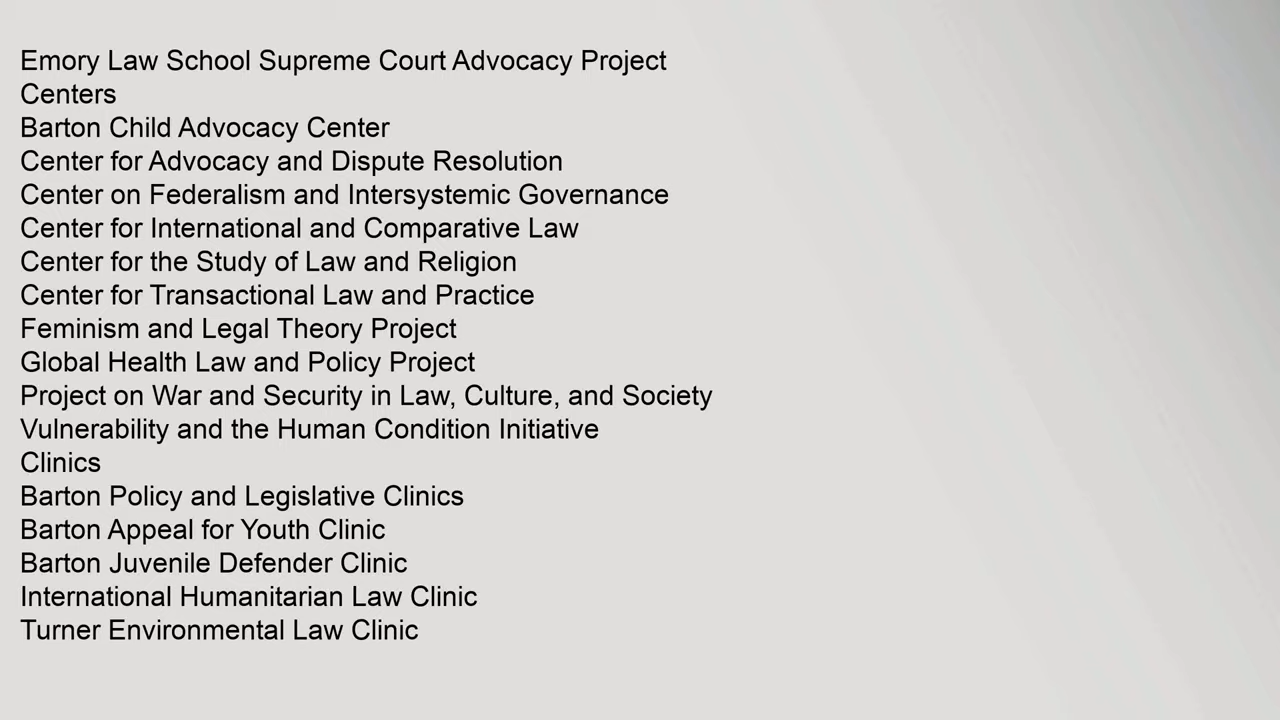 Emory Law School Supreme Court Advocacy Project
Centers
Barton Child Advocacy Center
Center for Advocacy and Dispute Resolution
Center on Federalism and Intersystemic Governance
Center for International and Comparative Law
Center for the Study of Law and Religion
Center for Transactional Law and Practice
Feminism and Legal Theory Project
Global Health Law and Policy Project
Project on War and Security in Law, Culture, and Society
Vulnerability and the Human Condition Initiative
Clinics
Barton Policy and Legislative Clinics
Barton Appeal for Youth Clinic
Barton Juvenile Defender Clinic
International Humanitarian Law Clinic
Turner Environmental Law Clinic